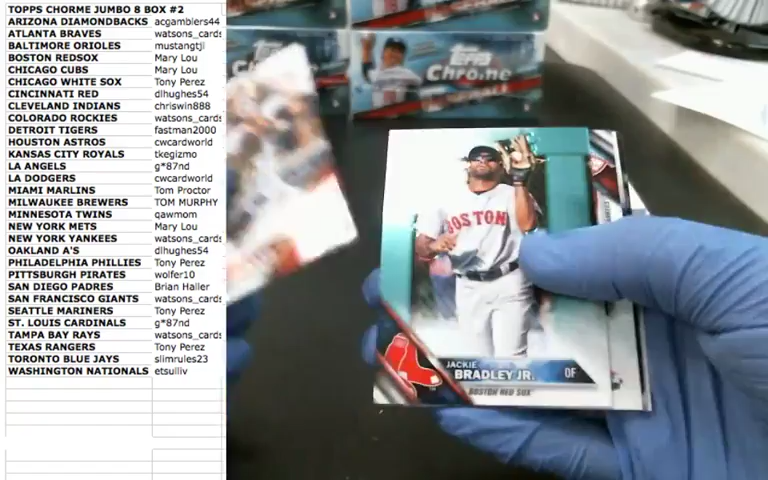 TOPPS CHORME JUMBO 8 BOX #2
ARIZONA DIAMONDBACKS acgamblers44
ATLANTA BRAVES watsons_cards
BALTIMORE ORIOLES mustangtji
BOSTON REDSOX Mary Lou
CHICAGO CUBS Mary Lou
CHICAGO WHITE SOX Tony Perez
CINCINNATI RED dlhughes54
CLEVELAND INDIANS chriswin888
COLORADO ROCKIES watsons_cards
DETROIT TIGERS fastman2000
HOUSTON ASTROS cwcardworld
KANSAS CITY ROYALS tkegizmo
LA ANGELS g*87nd
LA DODGERS cwcardworld
MIAMI MARLINS Tom Proctor
MILWAUKEE BREWERS TOM MURPHY
MINNESOTA TWINS qawmom
NEW YORK METS Mary Lou
NEW YORK YANKEES watsons_cards
OAKLAND A'S dlhughes54
PHILADELPHIA PHILLIES Tony Perez
PITTSBURGH PIRATES wolfer10
SAN DIEGO PADRES Brian Haller
SAN FRANCISCO GIANTS watsons_cards
SEATTLE MARINERS Tony Perez
ST. LOUIS CARDINALS g*87nd
TAMPA BAY RAYS watsons_cards
TEXAS RANGERS Tony Perez
TORONTO BLUE JAYS slimrules23
WASHINGTON NATIONALS etsulliv
Topps
Chrome
BOSTON
JACKIE
BRADLEY JR. OF
BOSTON RED SOX